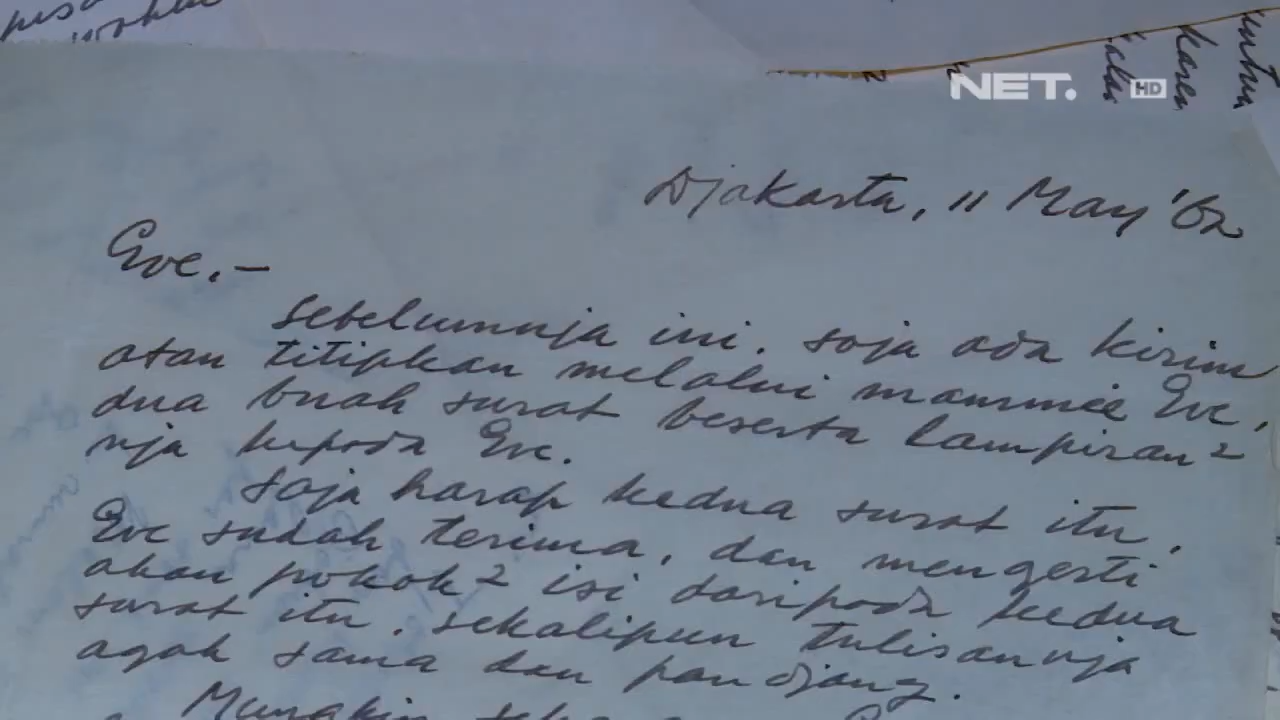 NET. HD
Djakarta, 11 May '62
Eve.-
Sebelumnja ini, saja ada kirim
atau titipkan melalui mammie Eve,
dua buah surat beserta lampiran²
nja kepada Eve.
Saja harap kedua surat itu,
Eve sudah terima, dan mengerti
akan pokok² isi daripada kedua
surat itu, sekalipun tulisannja
agak sama dan pandjang.
Mungkin